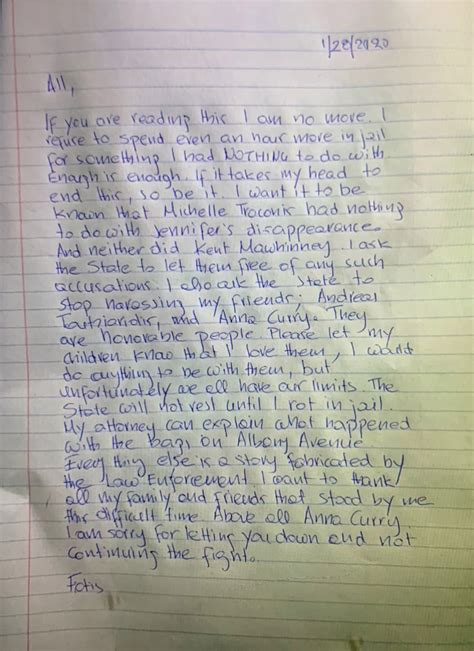 1/28/2020
All,
If you are reading this I am no more. I
refuse to spend even an hour more in jail
for something I had NOTHING to do with
Enough is enough. If it takes my head to
end this, so be it. I want it to be
known that Michelle Troconis had nothing
to do with Jennifer's disappearance.
And neither did Kent Mawhinney. I ask
the State to let them free of any such
accusations. I also ask the State to
stop harassing my friends, Andreas
Toutziaridis, and Anna Curry. They
are honorable people. Please let my
children know that I love them, I would
do anything to be with them, but
unfortunately we all have our limits. The
State will not rest until I rot in jail.
My attorney can explain what happened
with the bags on Albany Avenue
Everything else is a story fabricated by
the Law Enforcement I want to thank
all my family and friends that stood by me
this difficult time Above all Anna Curry.
I am sorry for letting you down and not
continuing the fight.
Fotis